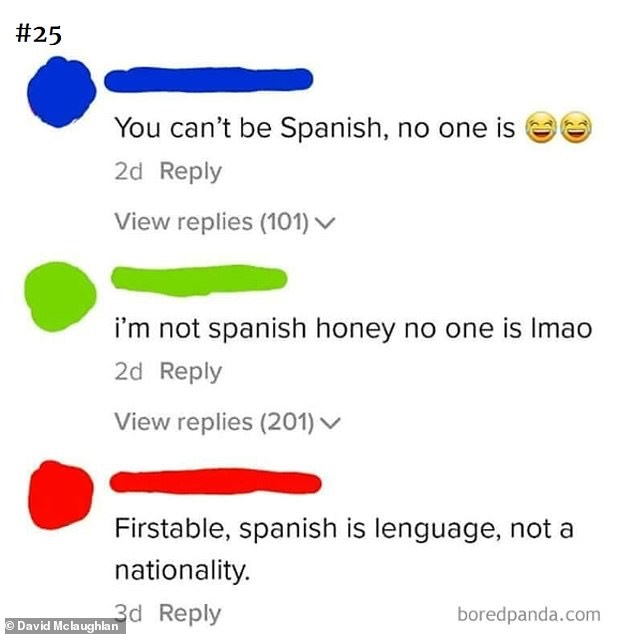 #25
You can't be Spanish, no one is 😂😂
2d Reply
View replies (101)
i'm not spanish honey no one is lmao
2d Reply
View replies (201)
Firstable, spanish is lenguage, not a
nationality.
3d Reply
© David Mclaughlan
boredpanda.com